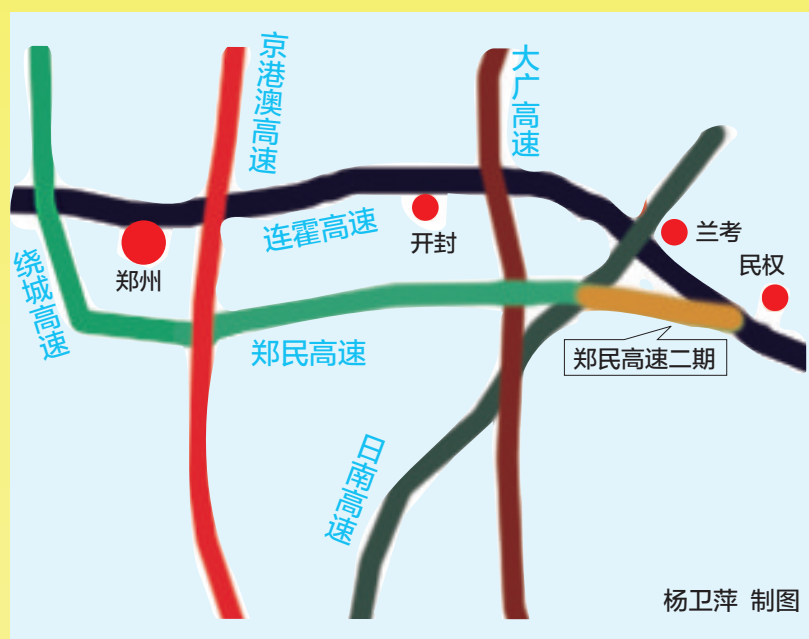 京港澳高速
大广高速
连霍高速
开封
兰考
郑州
民权
绕城高速
郑民高速
郑民高速二期
日南高速
杨卫萍 制图